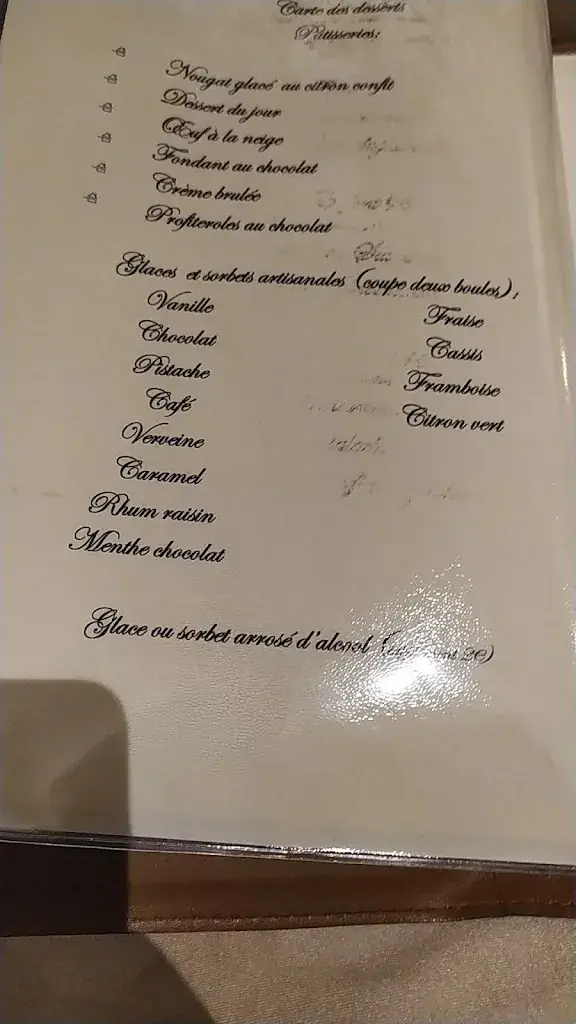 Carte des desserts
Pâtisseries:
Nougat glacé au citron confit
Dessert du jour
Œuf à la neige
Fondant au chocolat
Crème brulée
Profiteroles au chocolat
Glaces et sorbets artisanales (coupe deux boules):
Vanille
Chocolat
Pistache
Café
Verveine
Caramel
Rhum raisin
Menthe chocolat
Fraise
Cassis
Framboise
Citron vert
Glace ou sorbet arrosé d'alcool 2€)